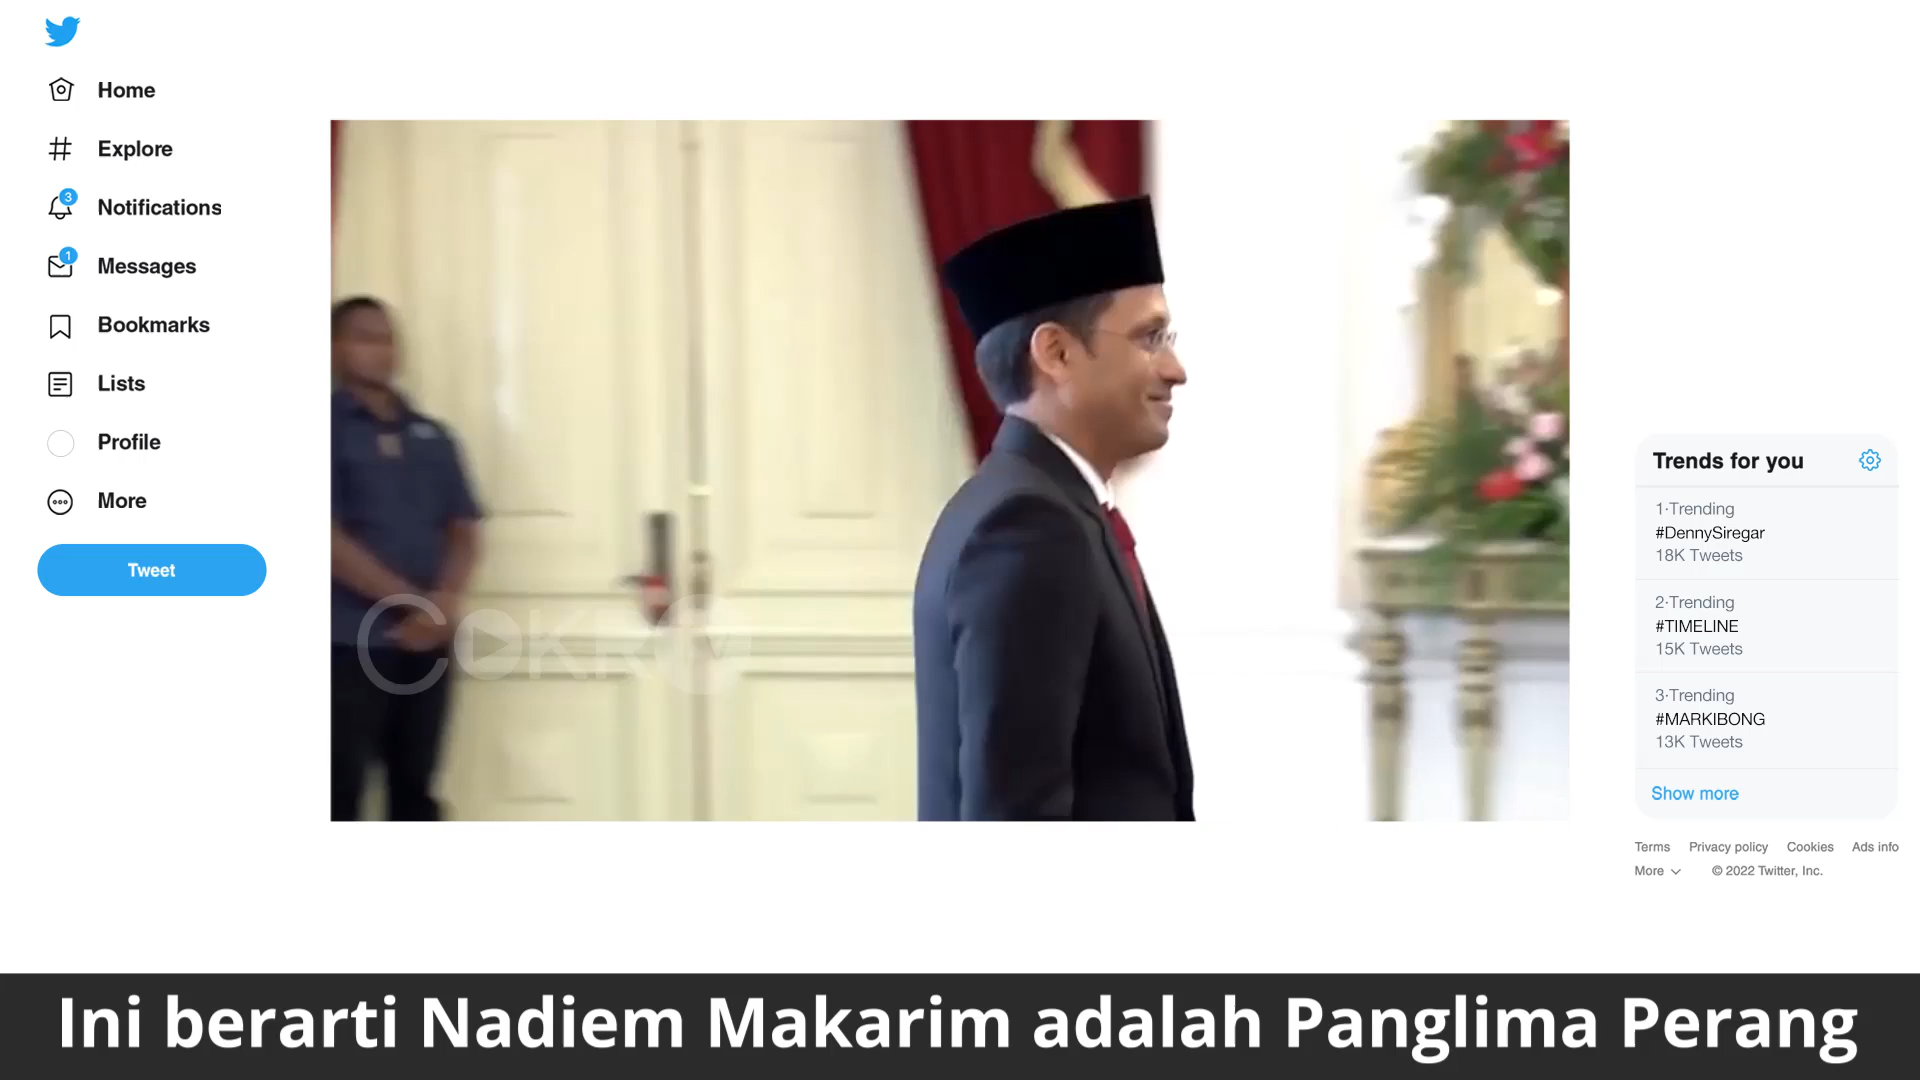 Home
Explore
3
Notifications
1
Messages
Bookmarks
Lists
Profile
More
Tweet
COKRO TV
Trends for you
1·Trending
#DennySiregar
18K Tweets
2·Trending
#TIMELINE
15K Tweets
3·Trending
#MARKIBONG
13K Tweets
Show more
Terms Privacy policy Cookies Ads info
More © 2022 Twitter, Inc.
Ini berarti Nadiem Makarim adalah Panglima Perang